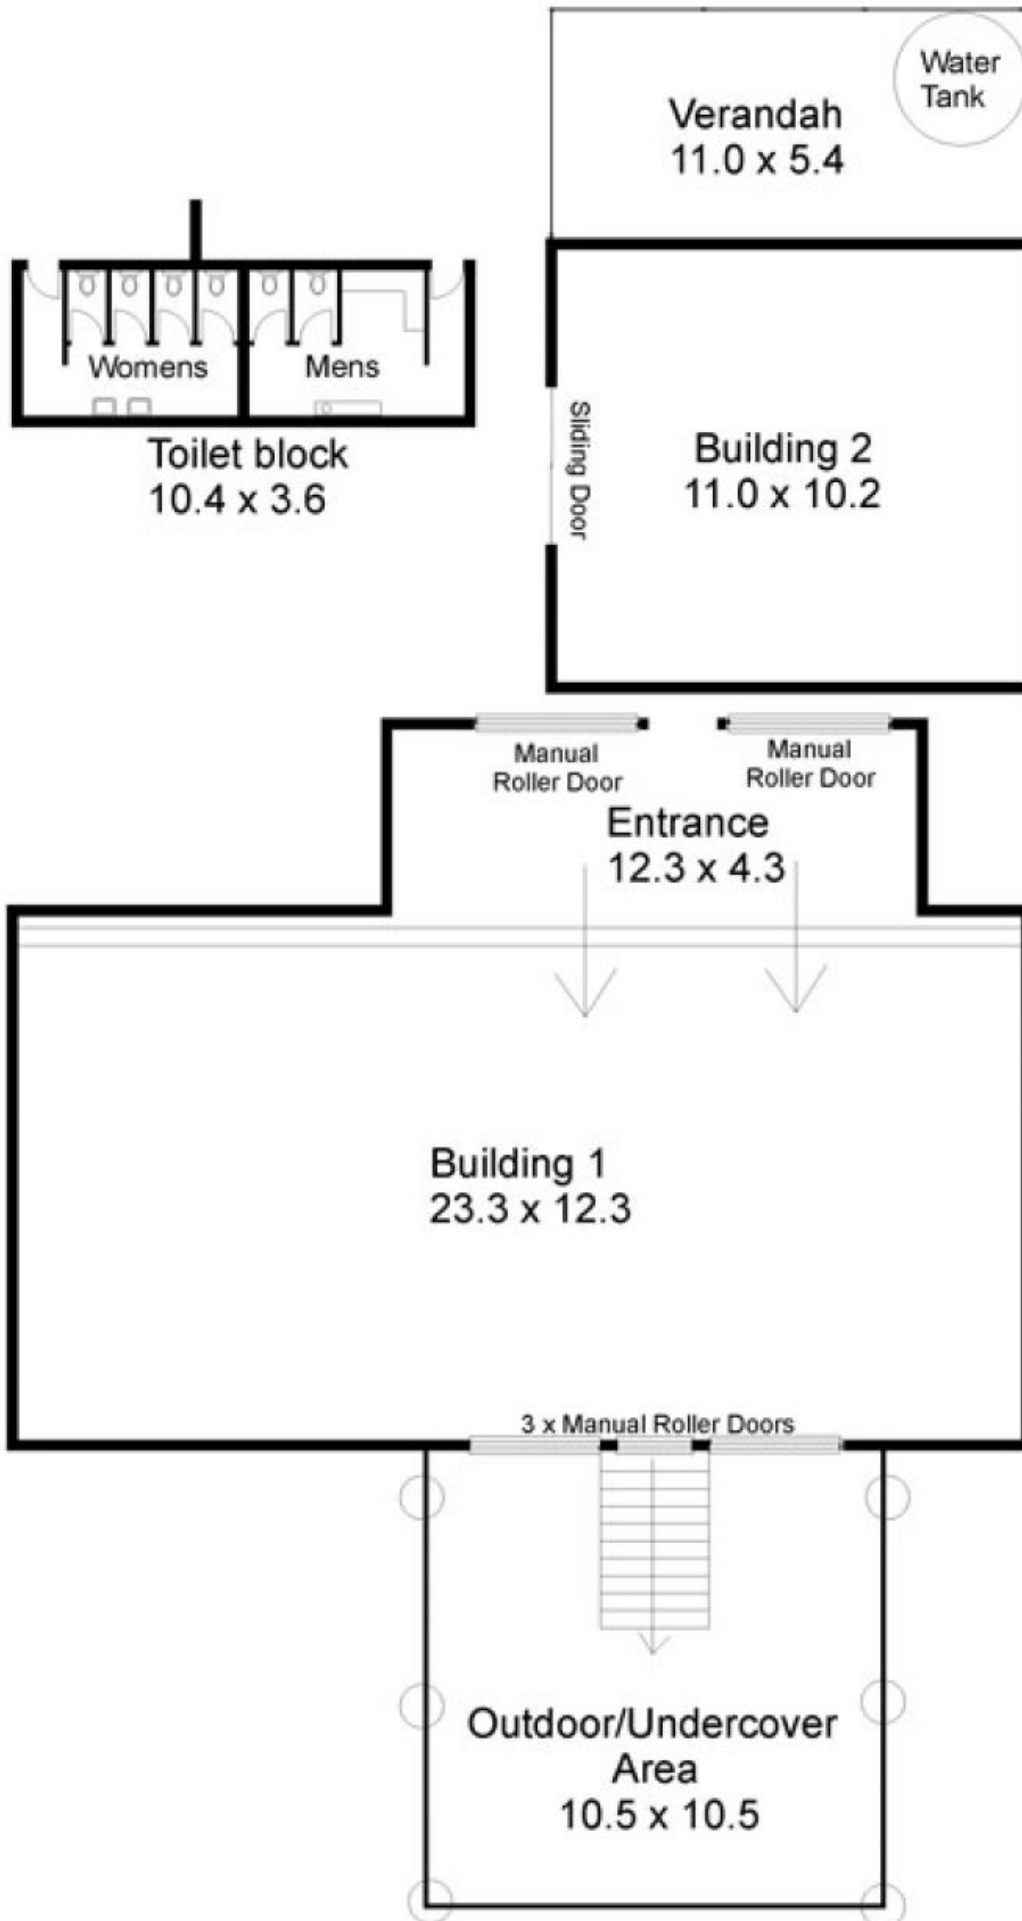 Water
Tank
Verandah
11.0 x 5.4
Womens
Mens
Toilet block
10.4 x 3.6
Sliding Door
Building 2
11.0 x 10.2
Manual
Roller Door
Manual
Roller Door
Entrance
12.3 x 4.3
Building 1
23.3 x 12.3
3 x Manual Roller Doors
Outdoor/Undercover
Area
10.5 x 10.5